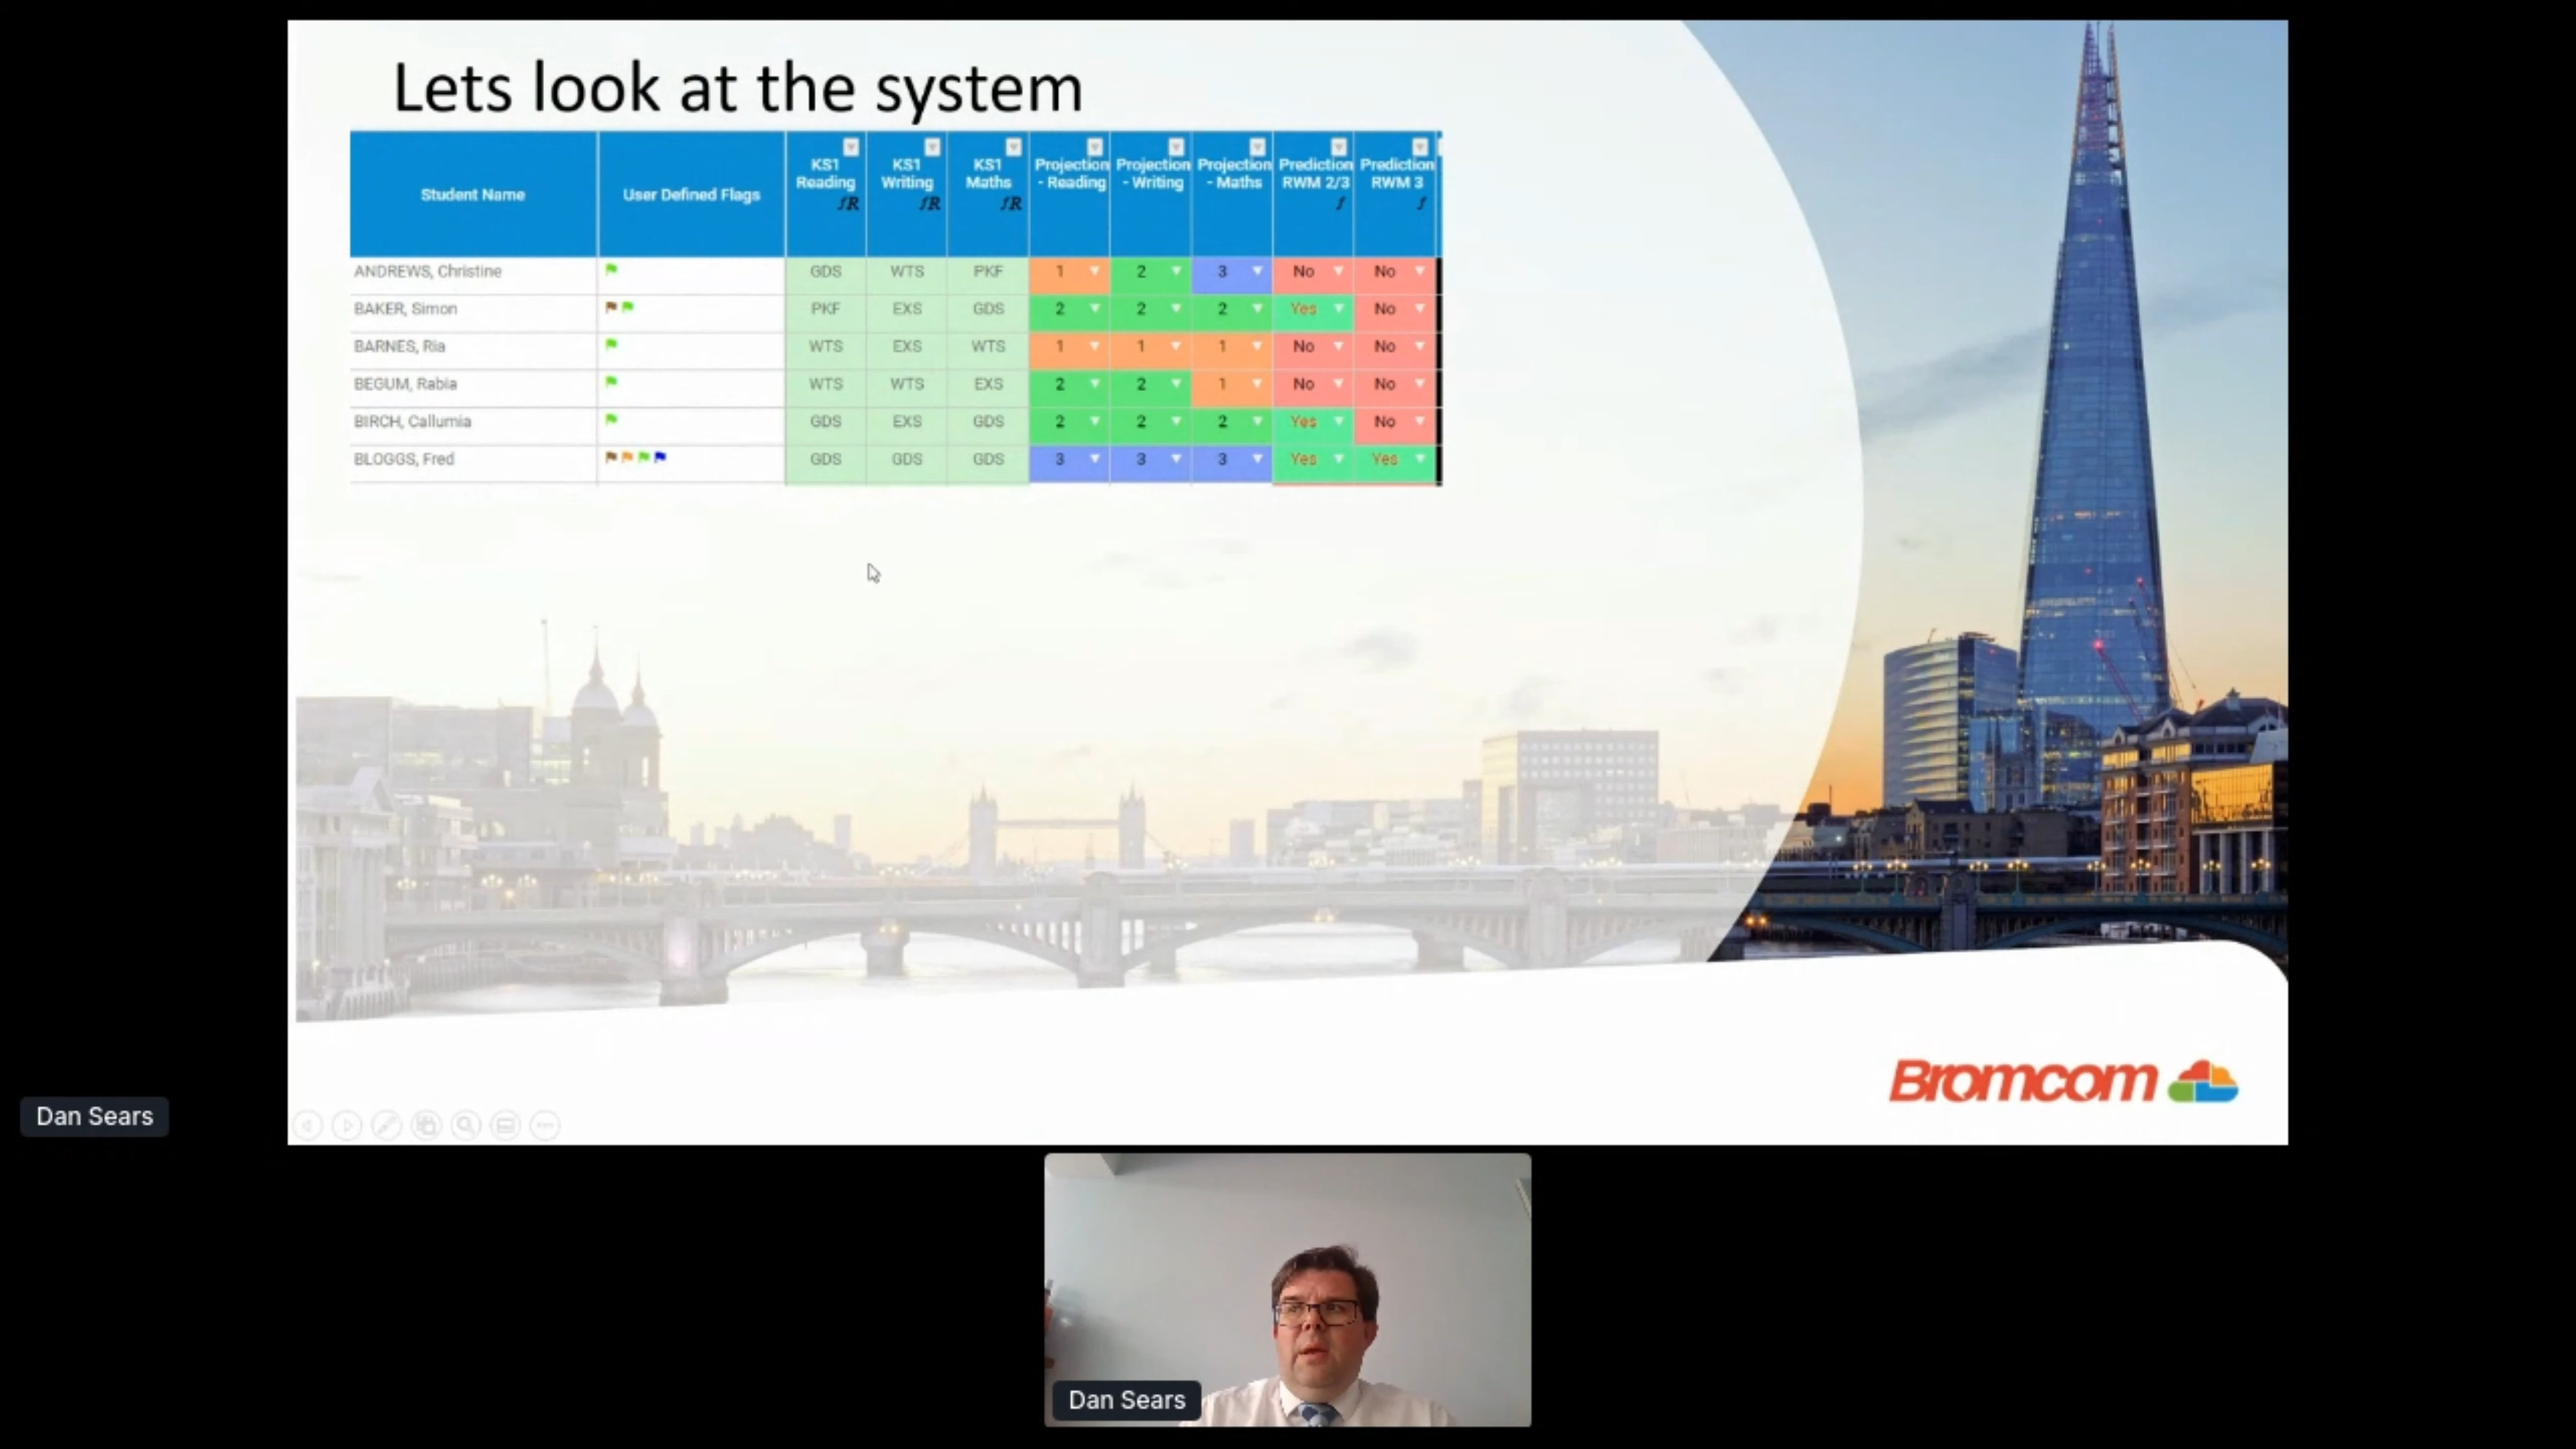 Lets look at the system
Student Name User Defined Flags KS1 Reading fR KS1 Writing fR KS1 Maths fR Projection - Reading Projection - Writing Projection - Maths Prediction RWM 2/3 f Prediction RWM 3 f
ANDREWS, Christine GDS WTS PKF 1 2 3 No No
BAKER, Simon PKF EXS GDS 2 2 2 Yes No
BARNES, Ria WTS EXS WTS 1 1 1 No No
BEGUM, Rabia WTS WTS EXS 2 2 1 No No
BIRCH, Callumia GDS EXS GDS 2 2 2 Yes No
BLOGGS, Fred GDS GDS GDS 3 3 3 Yes Yes
Bromcom
Dan Sears
Dan Sears